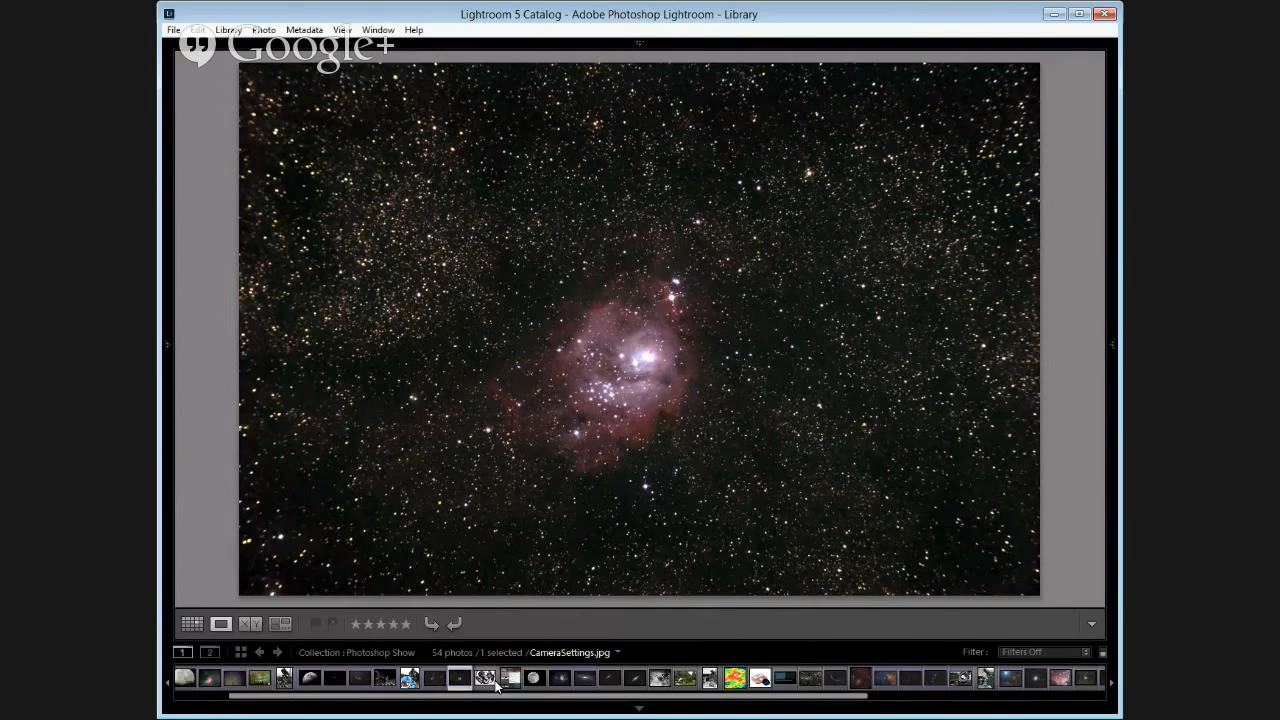 Lightroom 5 Catalog - Adobe Photoshop Lightroom - Library
File Edit Library Photo Metadata View Window Help
Google+
1 2 Collection : Photoshop Show 54 photos / 1 selected / CameraSettings.jpg Filter : Filters Off